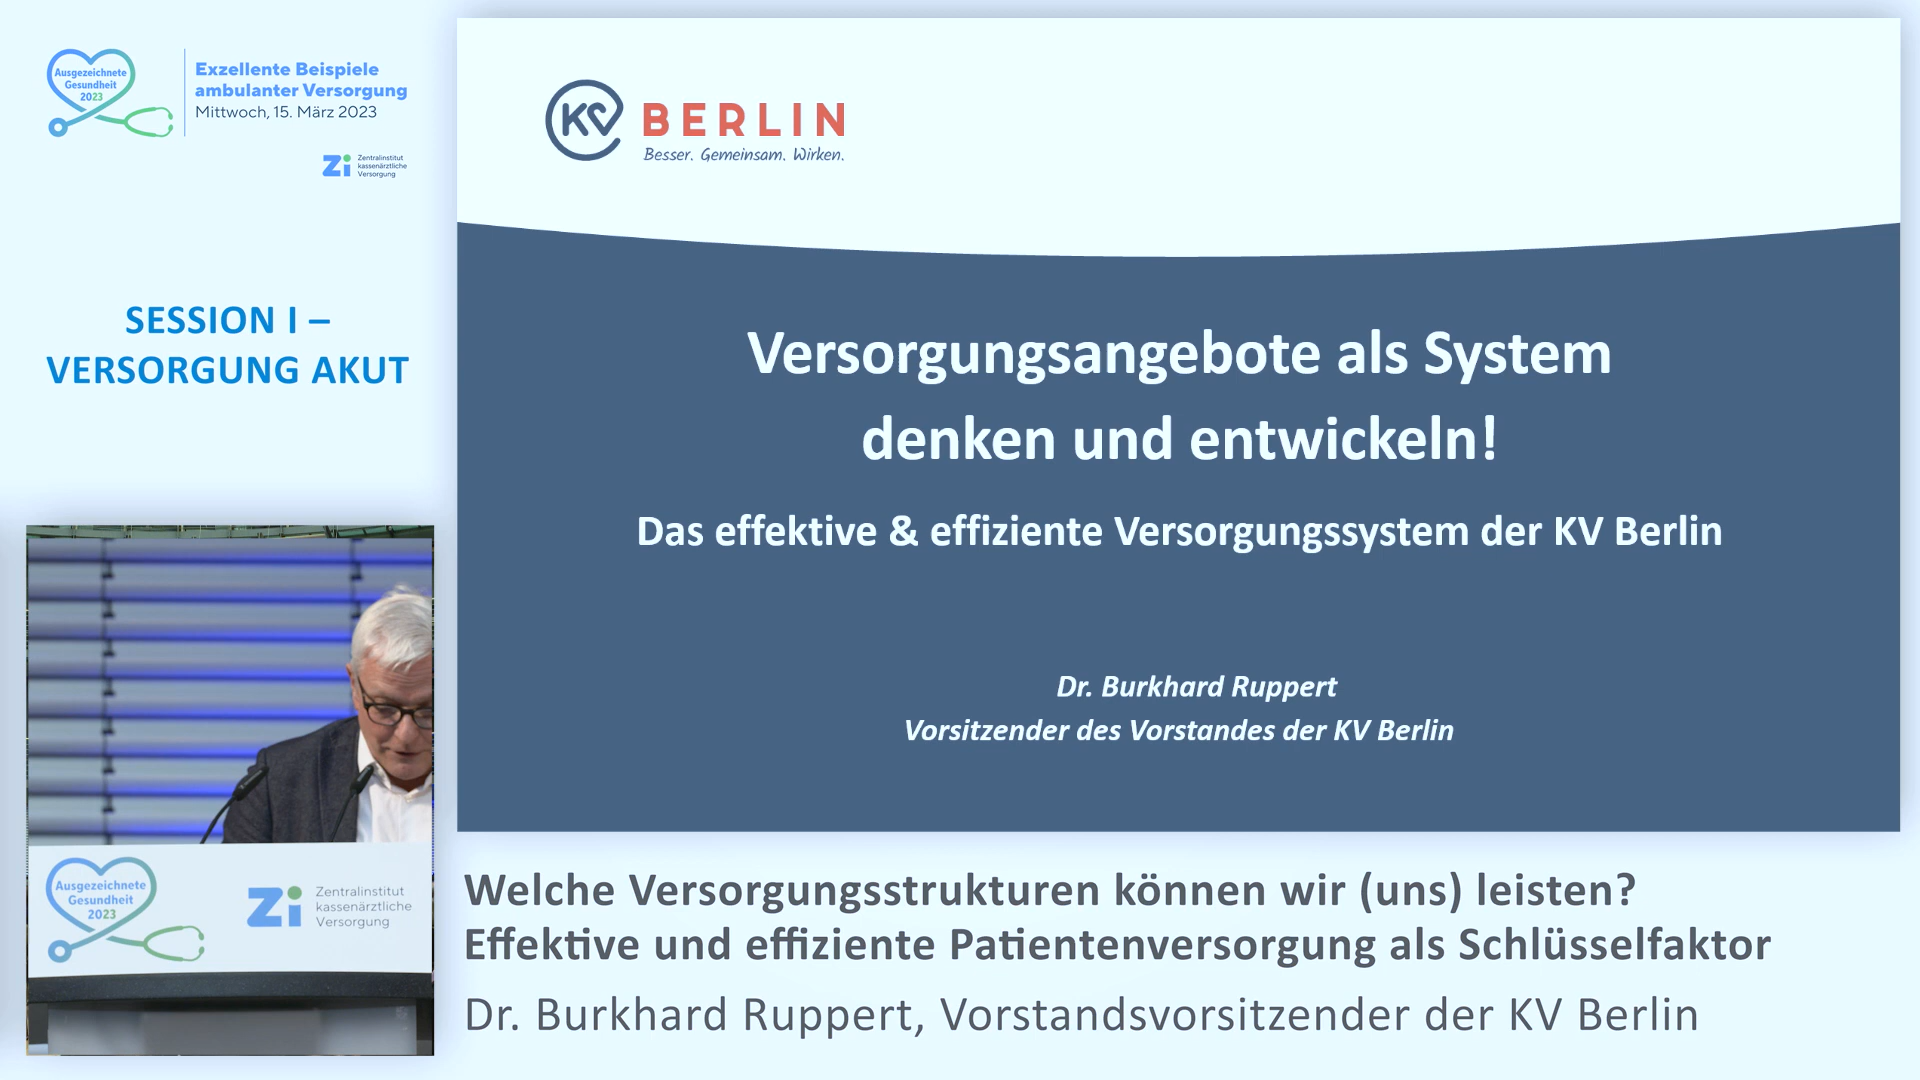 Ausgezeichnete
Gesundheit
2023
Exzellente Beispiele
ambulanter Versorgung
Mittwoch, 15. März 2023
Zi
Zentralinstitut
kassenärztliche
Versorgung
SESSION I –
VERSORGUNG AKUT
KV BERLIN
Besser. Gemeinsam. Wirken.
Versorgungsangebote als System
denken und entwickeln!
Das effektive & effiziente Versorgungssystem der KV Berlin
Dr. Burkhard Ruppert
Vorsitzender des Vorstandes der KV Berlin
Ausgezeichnete
Gesundheit
2023
Zi
Zentralinstitut
kassenärztliche
Versorgung
Welche Versorgungsstrukturen können wir (uns) leisten?
Effektive und effiziente Patientenversorgung als Schlüsselfaktor
Dr. Burkhard Ruppert, Vorstandsvorsitzender der KV Berlin